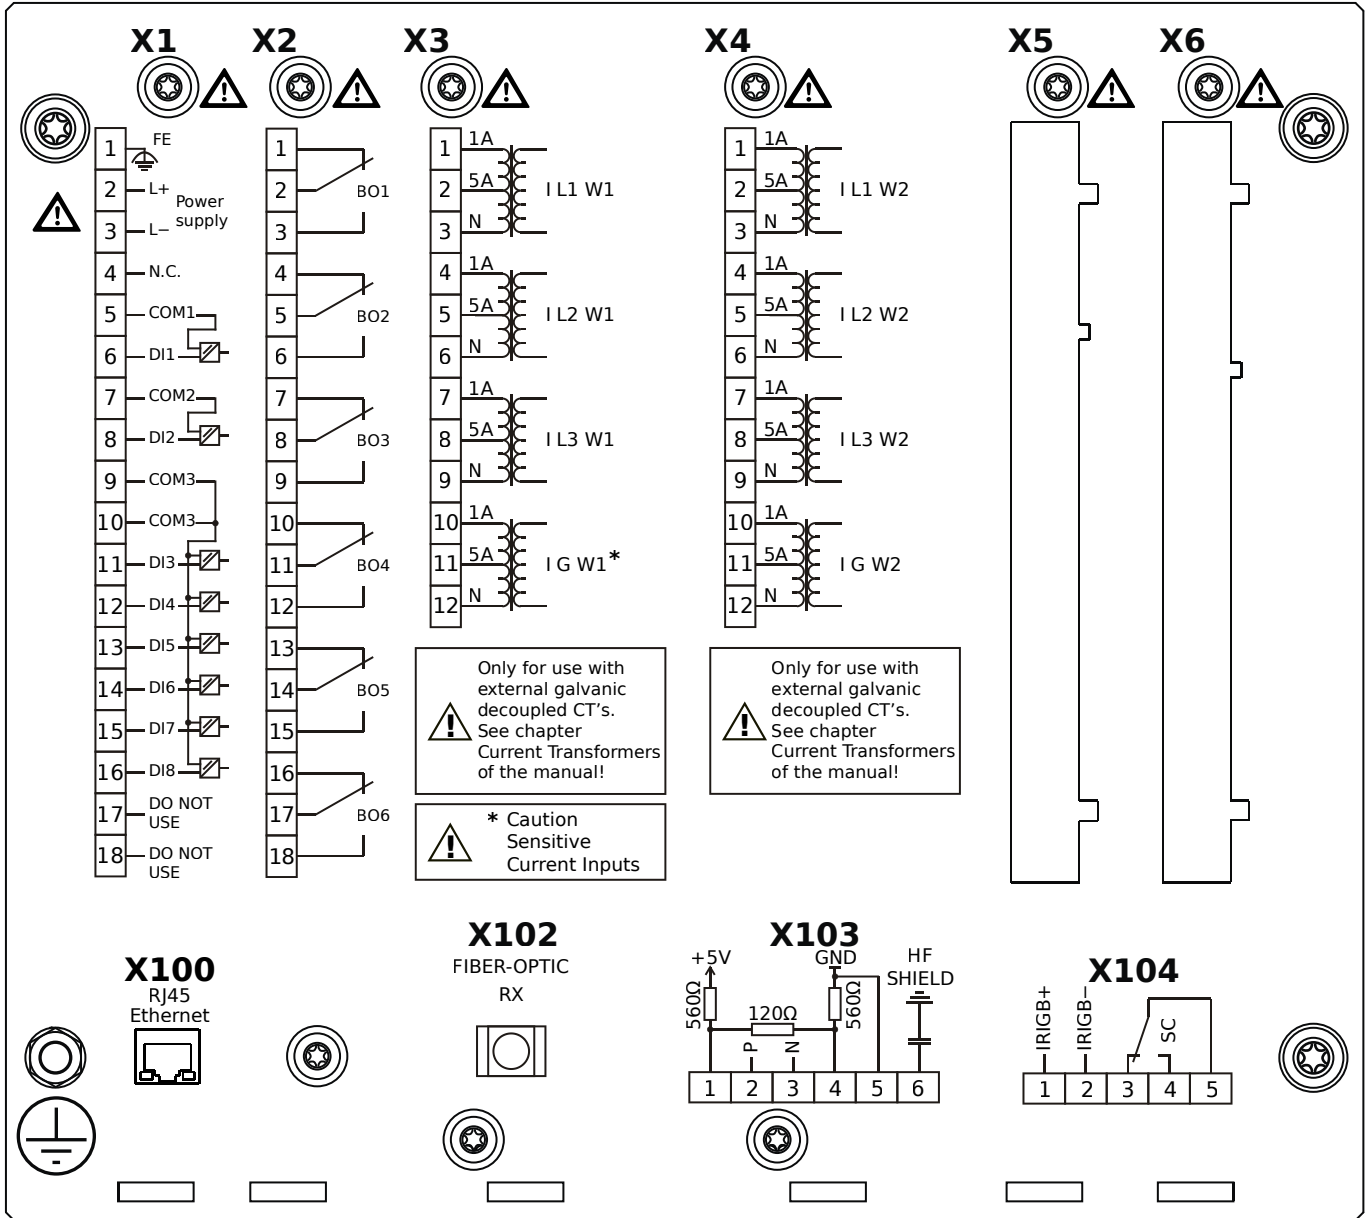 X1 X2 X3 X4 X5 X6
1 FE
2 L+
Power
supply
3 L−
4 N.C.
5 COM1
6 DI1
7 COM2
8 DI2
9 COM3
10 COM3
11 DI3
12 DI4
13 DI5
14 DI6
15 DI7
16 DI8
17 DO NOT
USE
18 DO NOT
USE
1
2 BO1
3
4
5 BO2
6
7
8 BO3
9
10
11 BO4
12
13
14 BO5
15
16
17 BO6
18
1 1A
2 5A I L1 W1
3 N
4 1A
5 5A I L2 W1
6 N
7 1A
8 5A I L3 W1
9 N
10 1A
11 5A I G W1*
12 N
Only for use with
external galvanic
decoupled CT's.
See chapter
Current Transformers
of the manual!
* Caution
Sensitive
Current Inputs
1 1A
2 5A I L1 W2
3 N
4 1A
5 5A I L2 W2
6 N
7 1A
8 5A I L3 W2
9 N
10 1A
11 5A I G W2
12 N
Only for use with
external galvanic
decoupled CT's.
See chapter
Current Transformers
of the manual!
X100
RJ45
Ethernet
X102
FIBER-OPTIC
RX
X103
+5V GND HF
SHIELD
560Ω 120Ω 560Ω
P N
1 2 3 4 5 6
X104
IRIGB+ IRIGB− SC
1 2 3 4 5